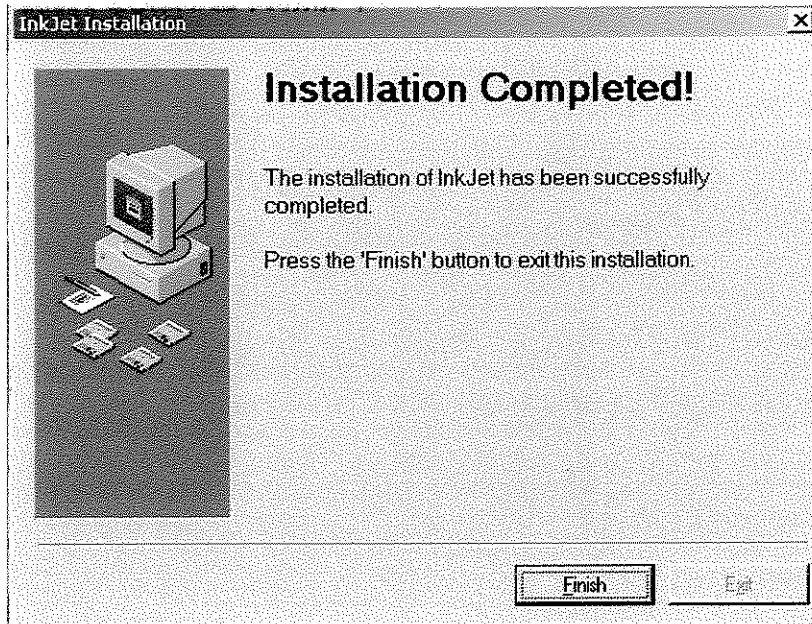 InkJet Installation
Installation Completed!
The installation of InkJet has been successfully
completed.
Press the 'Finish' button to exit this installation.
Finish
Exit